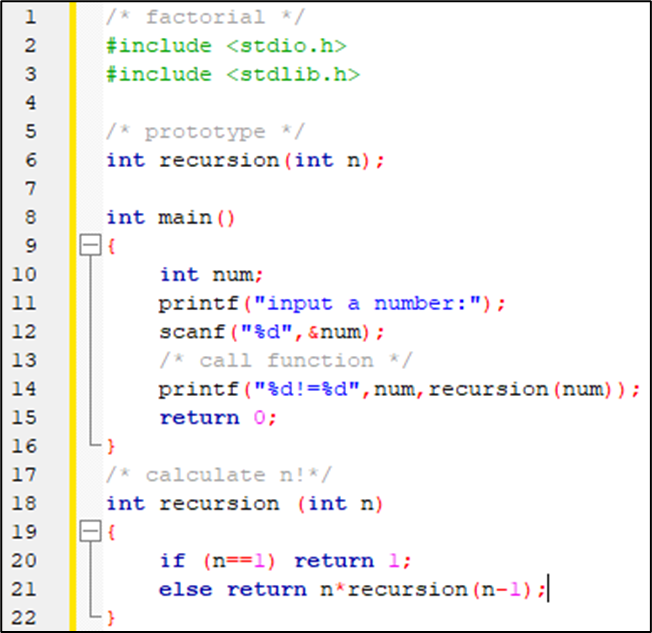 1 /* factorial */
2 #include <stdio.h>
3 #include <stdlib.h>
4
5 /* prototype */
6 int recursion(int n);
7
8 int main()
9 {
10 int num;
11 printf("input a number:");
12 scanf("%d",&num);
13 /* call function */
14 printf("%d!=%d",num,recursion(num));
15 return 0;
16 }
17 /* calculate n!*/
18 int recursion (int n)
19 {
20 if (n==1) return 1;
21 else return n*recursion(n-1);
22 }